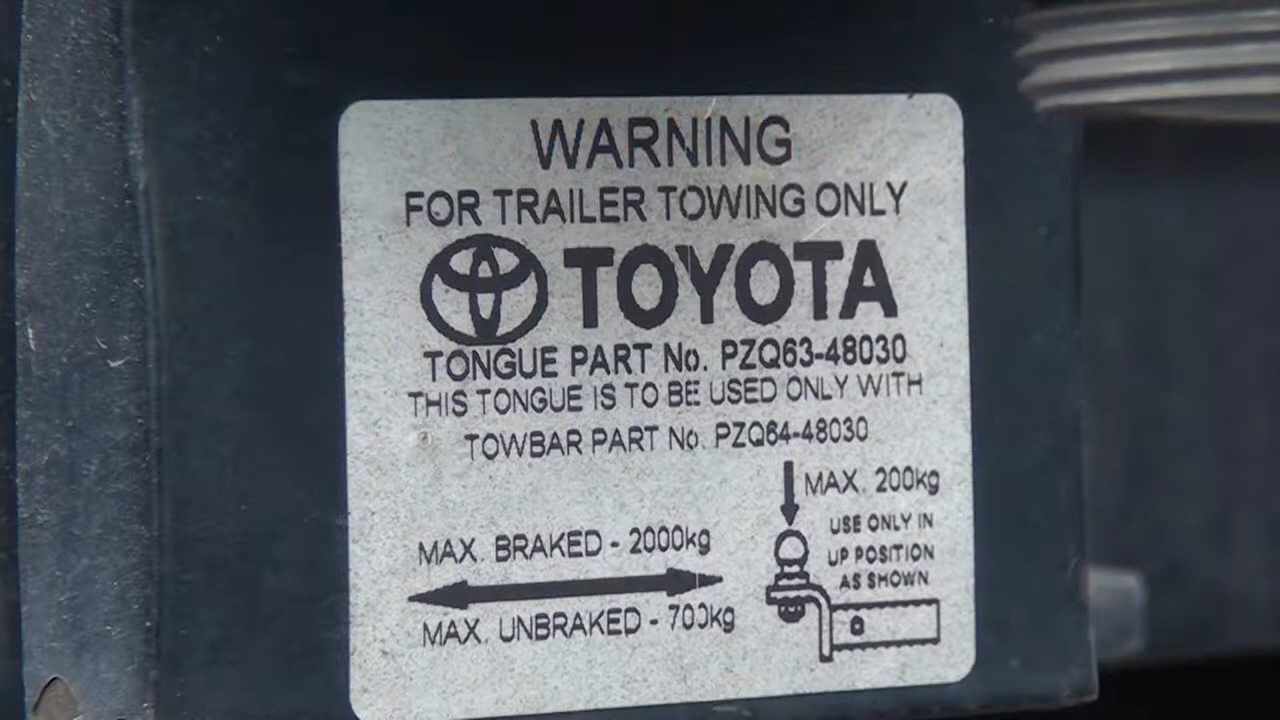 WARNING
FOR TRAILER TOWING ONLY
TOYOTA
TONGUE PART No. PZQ63-48030
THIS TONGUE IS TO BE USED ONLY WITH
TOWBAR PART No. PZQ64-48030
MAX. 200kg
USE ONLY IN
UP POSITION
AS SHOWN
MAX. BRAKED - 2000kg
MAX. UNBRAKED - 700kg